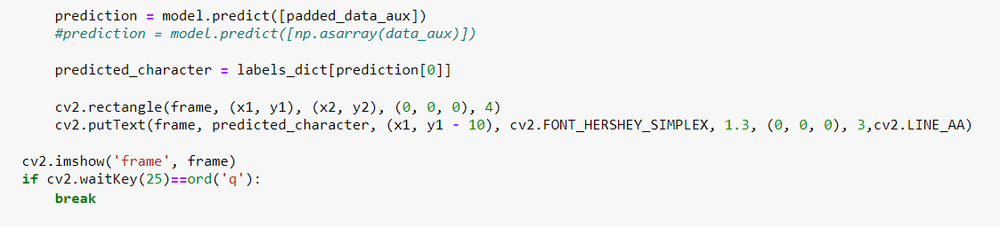 prediction = model.predict([padded_data_aux])
#prediction = model.predict([np.asarray(data_aux)])
predicted_character = labels_dict[prediction[0]]
cv2.rectangle(frame, (x1, y1), (x2, y2), (0, 0, 0), 4)
cv2.putText(frame, predicted_character, (x1, y1 - 10), cv2.FONT_HERSHEY_SIMPLEX, 1.3, (0, 0, 0), 3,cv2.LINE_AA)
cv2.imshow('frame', frame)
if cv2.waitKey(25)==ord('q'):
break